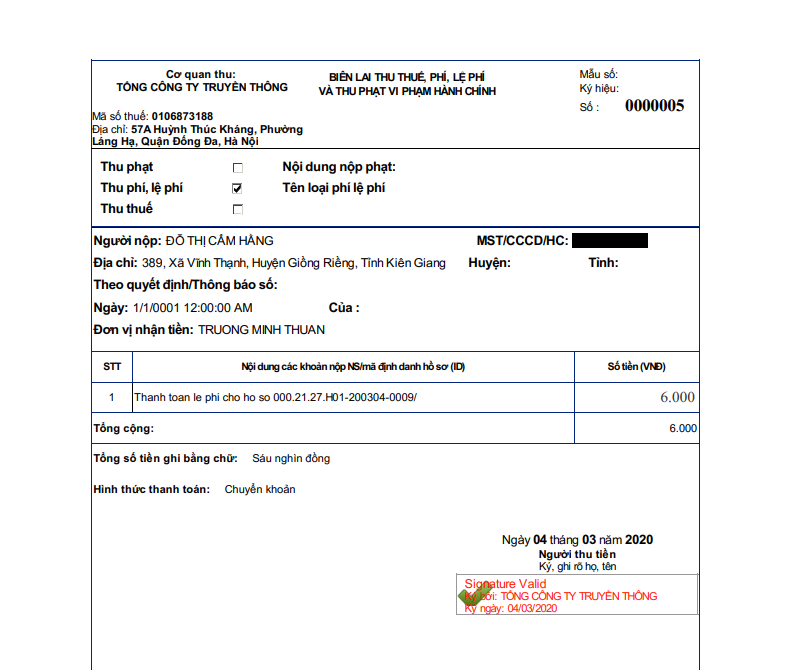 Cơ quan thu:
TỔNG CÔNG TY TRUYỀN THÔNG
BIÊN LAI THU THUẾ, PHÍ, LỆ PHÍ
VÀ THU PHẠT VI PHẠM HÀNH CHÍNH
Mẫu số:
Ký hiệu:
Số : 0000005
Mã số thuế: 0106873188
Địa chỉ: 57A Huỳnh Thúc Kháng, Phường
Láng Hạ, Quận Đống Đa, Hà Nội
Thu phạt Nội dung nộp phạt:
Thu phí, lệ phí Tên loại phí lệ phí
Thu thuế
Người nộp: ĐỖ THỊ CẨM HẰNG MST/CCCD/HC:
Địa chỉ: 389, Xã Vĩnh Thạnh, Huyện Giồng Riềng, Tỉnh Kiên Giang Huyện: Tỉnh:
Theo quyết định/Thông báo số:
Ngày: 1/1/0001 12:00:00 AM Của :
Đơn vị nhận tiền: TRUONG MINH THUAN
STT Nội dung các khoản nộp NS/mã định danh hồ sơ (ID) Số tiền (VNĐ)
1 Thanh toan le phi cho ho so 000.21.27.H01-200304-0009/ 6.000
Tổng cộng: 6.000
Tổng số tiền ghi bằng chữ: Sáu nghìn đồng
Hình thức thanh toán: Chuyển khoản
Ngày 04 tháng 03 năm 2020
Người thu tiền
Ký, ghi rõ họ, tên
Signature Valid
Ký bởi: TỔNG CÔNG TY TRUYỀN THÔNG
Ký ngày: 04/03/2020